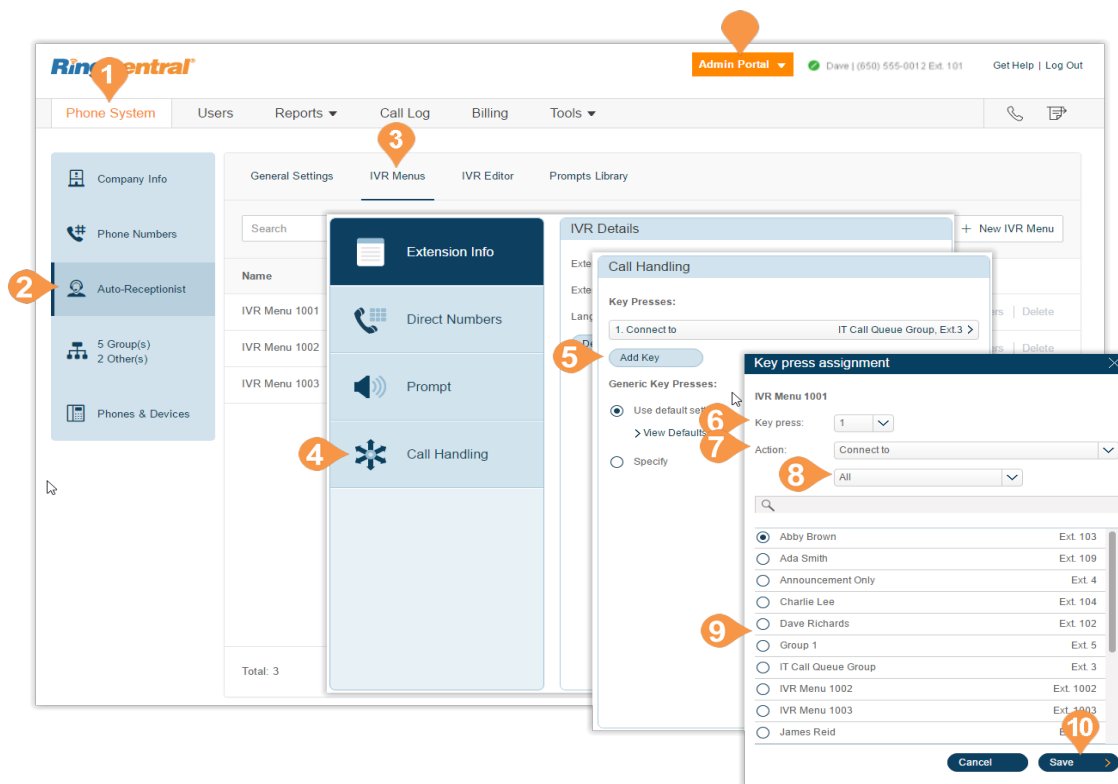 Admin Portal
Dave | (650) 555-0012 Ext. 101
Get Help | Log Out
1
Phone System
Users
Reports
Call Log
Billing
Tools
3
Company Info
Phone Numbers
2
Auto-Receptionist
5 Group(s)
2 Other(s)
Phones & Devices
General Settings
IVR Menus
IVR Editor
Prompts Library
Search
+ New IVR Menu
Name
IVR Menu 1001
Delete
IVR Menu 1002
Delete
IVR Menu 1003
Total: 3
Extension Info
Direct Numbers
Prompt
4
Call Handling
IVR Details
Call Handling
Key Presses:
1. Connect to
IT Call Queue Group, Ext.3 >
5
Add Key
Generic Key Presses:
Use default
> View Defaults
Specify
Key press assignment
IVR Menu 1001
6
Key press:
1
7
Action:
Connect to
8
All
Abby Brown
Ext. 103
Ada Smith
Ext. 109
Announcement Only
Ext. 4
Charlie Lee
Ext. 104
9
Dave Richards
Ext. 102
Group 1
Ext. 5
IT Call Queue Group
Ext. 3
IVR Menu 1002
Ext. 1002
IVR Menu 1003
Ext. 1003
James Reid
10
Cancel
Save